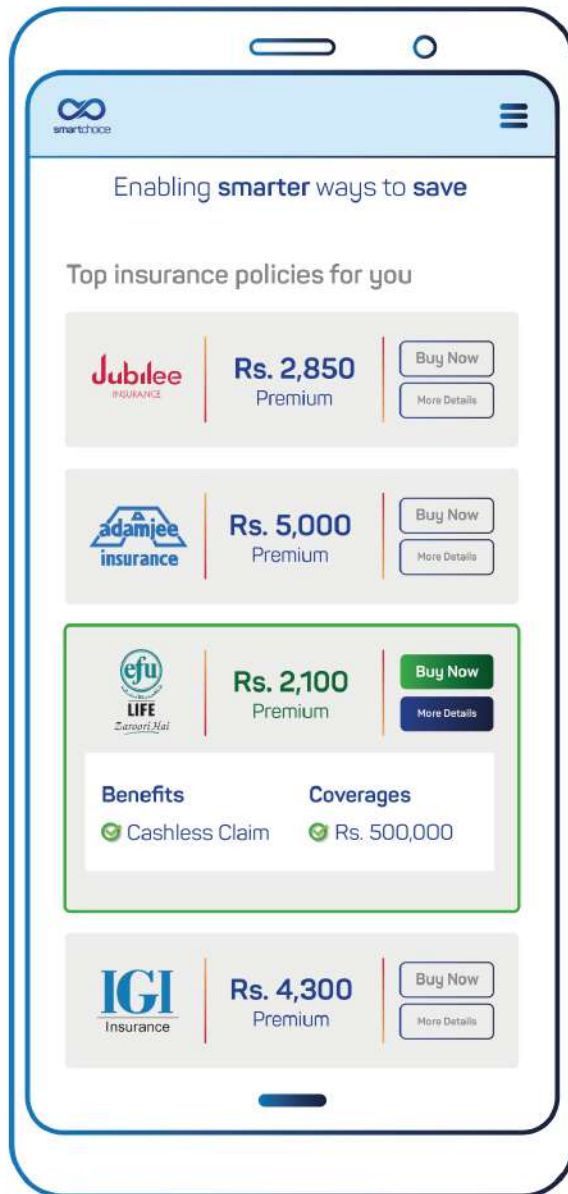 smartchoice
Enabling smarter ways to save
Top insurance policies for you
Jubilee
INSURANCE
Rs. 2,850
Premium
Buy Now
More Details
adamjee
insurance
Rs. 5,000
Premium
Buy Now
More Details
efu
LIFE
Zaroori Hai
Rs. 2,100
Premium
Buy Now
More Details
Benefits
Cashless Claim
Coverages
Rs. 500,000
IGI
Insurance
Rs. 4,300
Premium
Buy Now
More Details